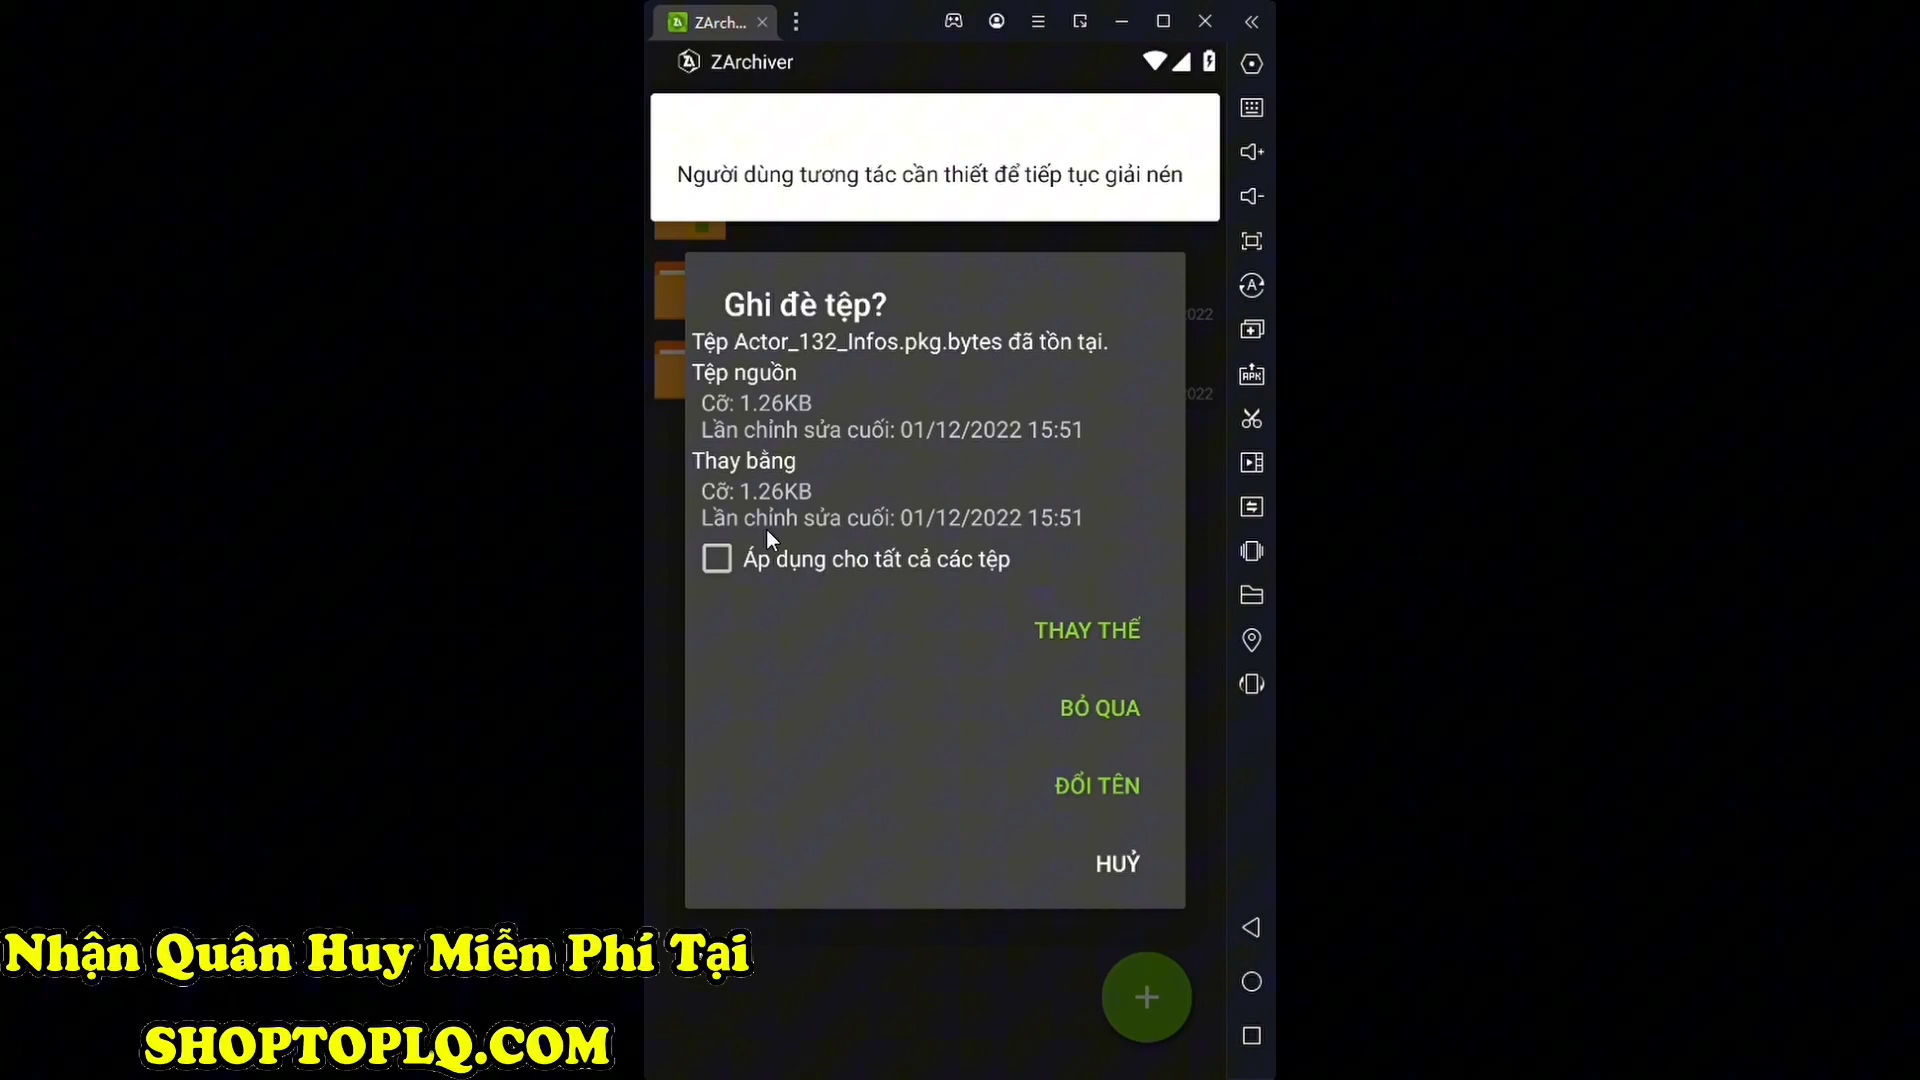 ZArch...
ZArchiver
Người dùng tương tác cần thiết để tiếp tục giải nén
Ghi đè tệp?
Tệp Actor_132_Infos.pkg.bytes đã tồn tại.
2022
Tệp nguồn
Cỡ: 1.26KB
2022
Lần chỉnh sửa cuối: 01/12/2022 15:51
Thay bằng
Cỡ: 1.26KB
Lần chỉnh sửa cuối: 01/12/2022 15:51
Áp dụng cho tất cả các tệp
THAY THẾ
BỎ QUA
ĐỔI TÊN
HUỶ
Nhận Quân Huy Miễn Phí Tại
SHOPTOPLQ.COM
APK